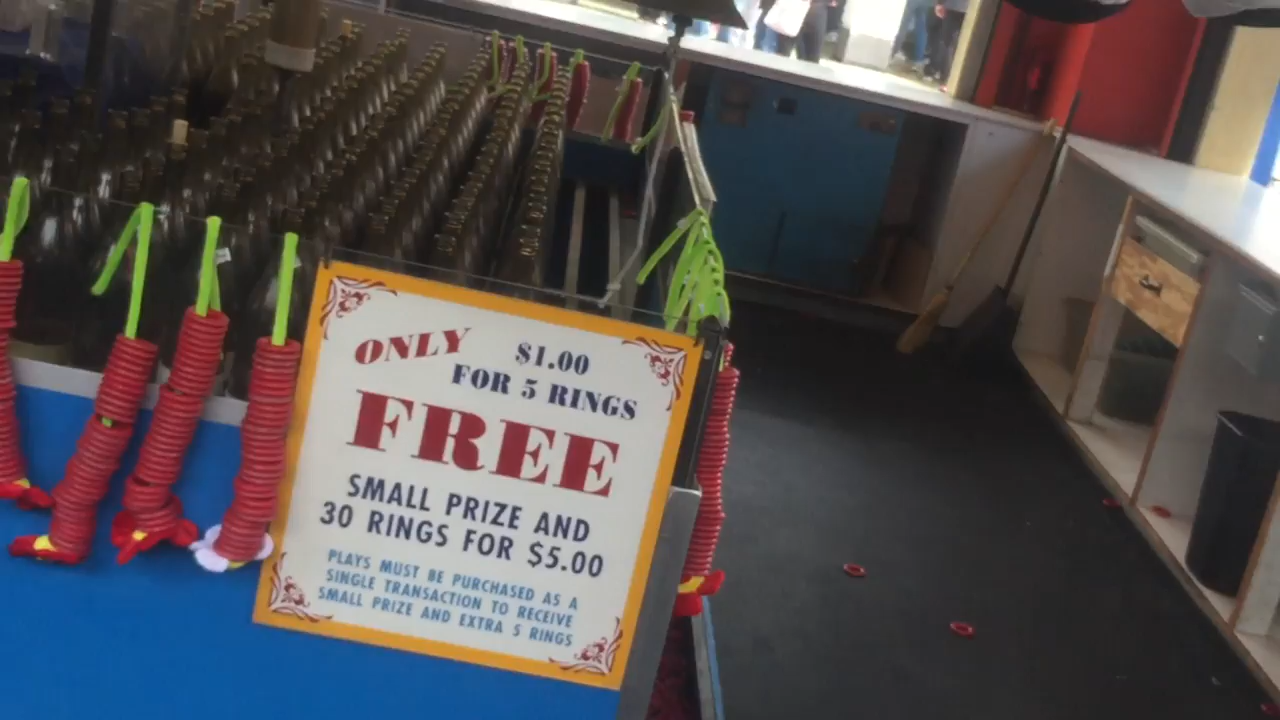 ONLY $1.00
FOR 5 RINGS
FREE
SMALL PRIZE AND
30 RINGS FOR $5.00
PLAYS MUST BE PURCHASED AS A
SINGLE TRANSACTION TO RECEIVE
SMALL PRIZE AND EXTRA 5 RINGS